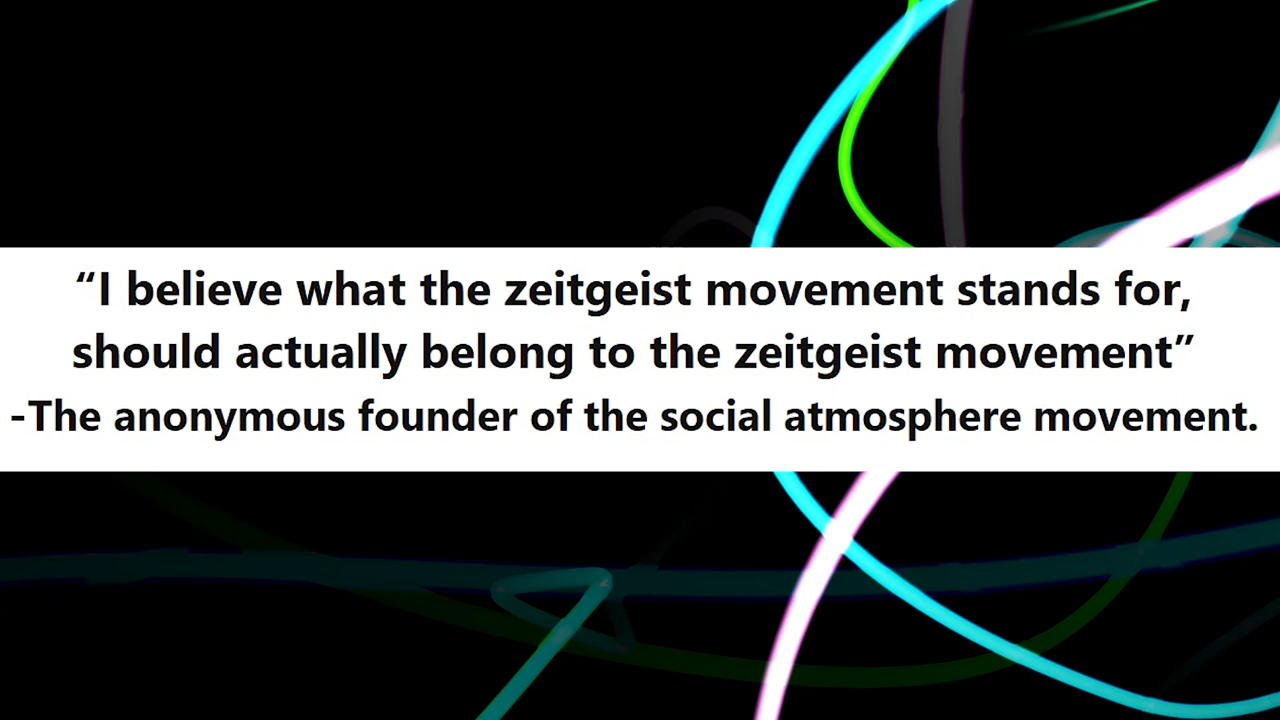 “I believe what the zeitgeist movement stands for,
should actually belong to the zeitgeist movement”
-The anonymous founder of the social atmosphere movement.